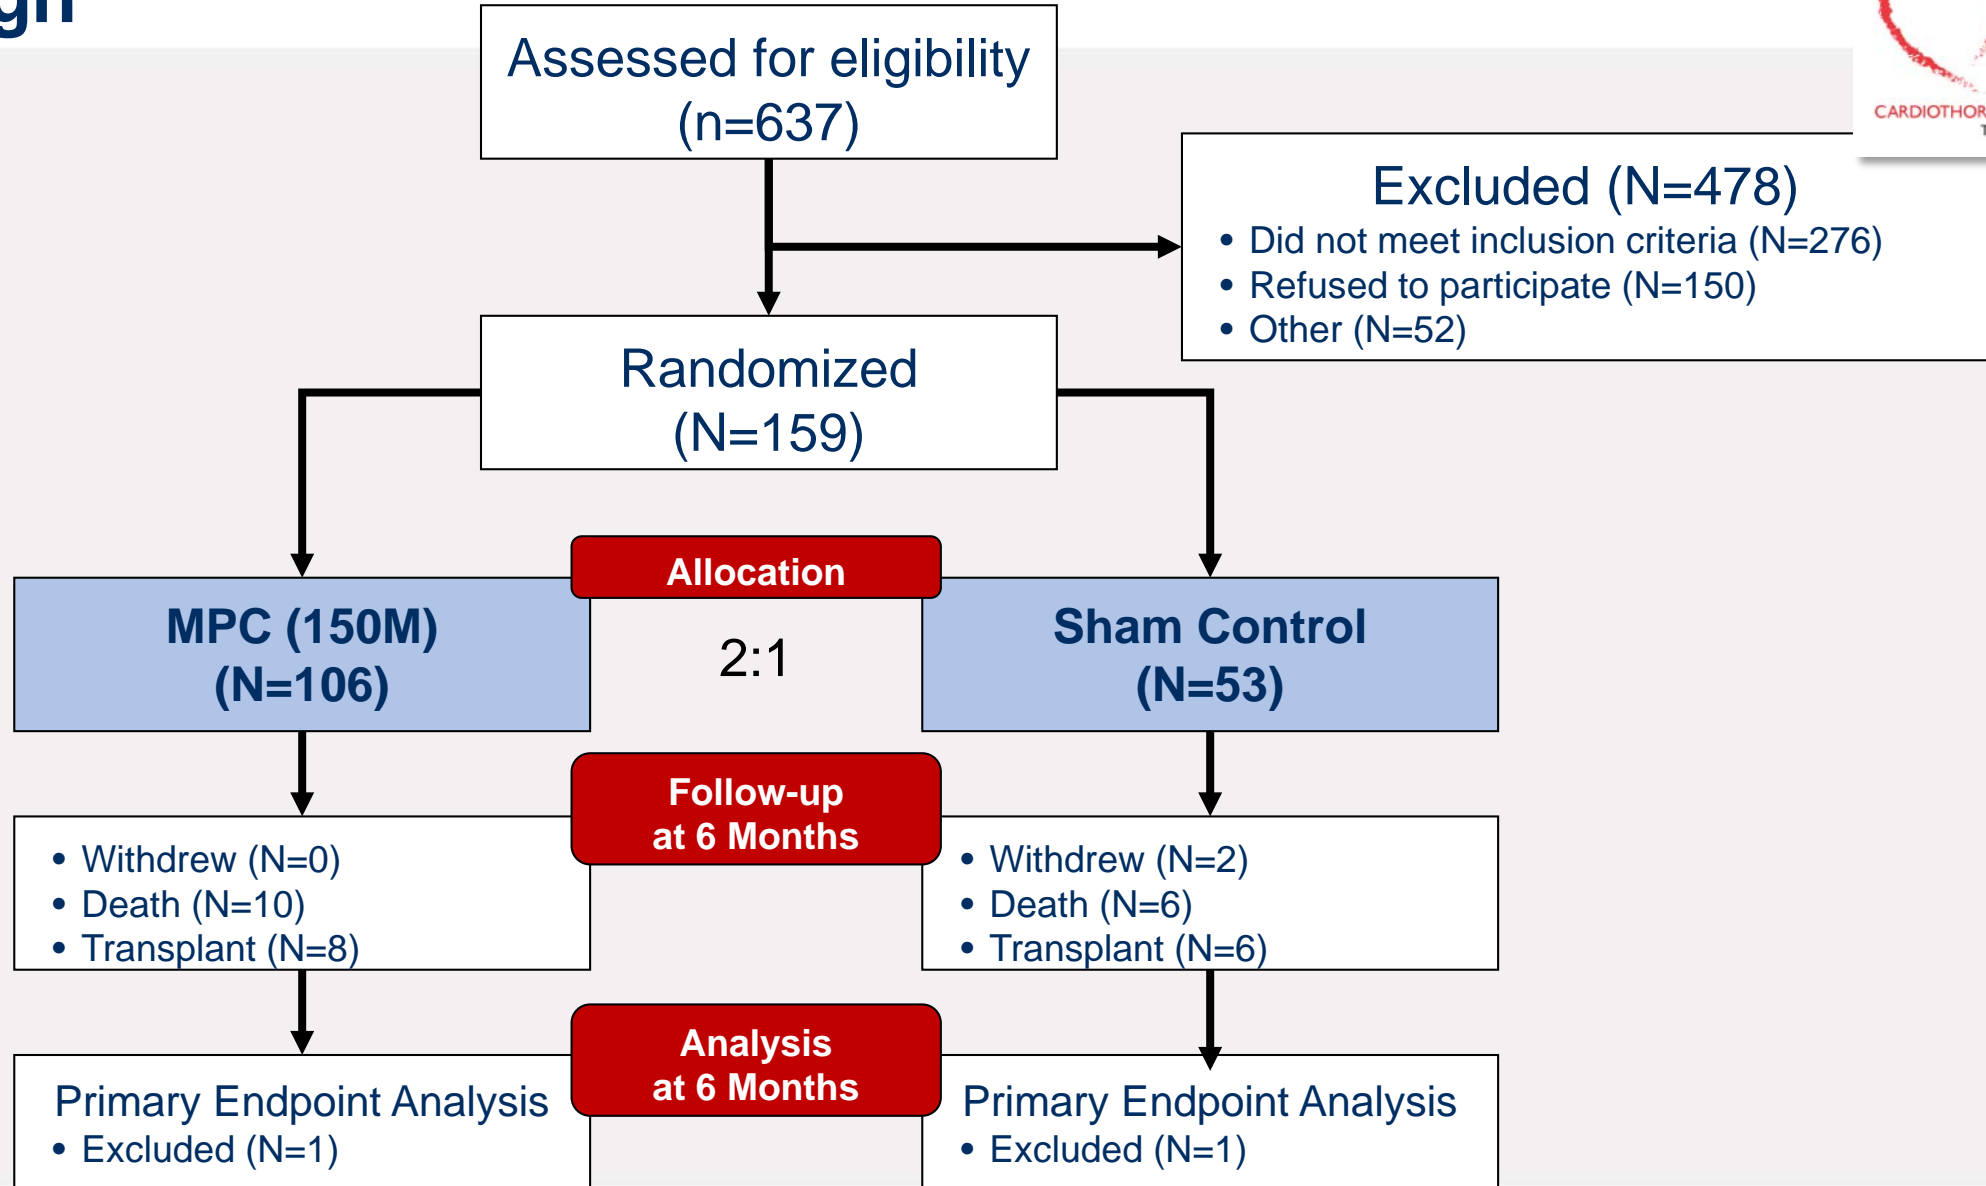 Assessed for eligibility
(n=637)
CARDIOTHOR
Excluded (N=478)
• Did not meet inclusion criteria (N=276)
• Refused to participate (N=150)
• Other (N=52)
Randomized
(N=159)
Allocation
MPC (150M)
(N=106)
2:1
Sham Control
(N=53)
Follow-up
at 6 Months
• Withdrew (N=0)
• Death (N=10)
• Transplant (N=8)
• Withdrew (N=2)
• Death (N=6)
• Transplant (N=6)
Analysis
at 6 Months
Primary Endpoint Analysis
• Excluded (N=1)
Primary Endpoint Analysis
• Excluded (N=1)